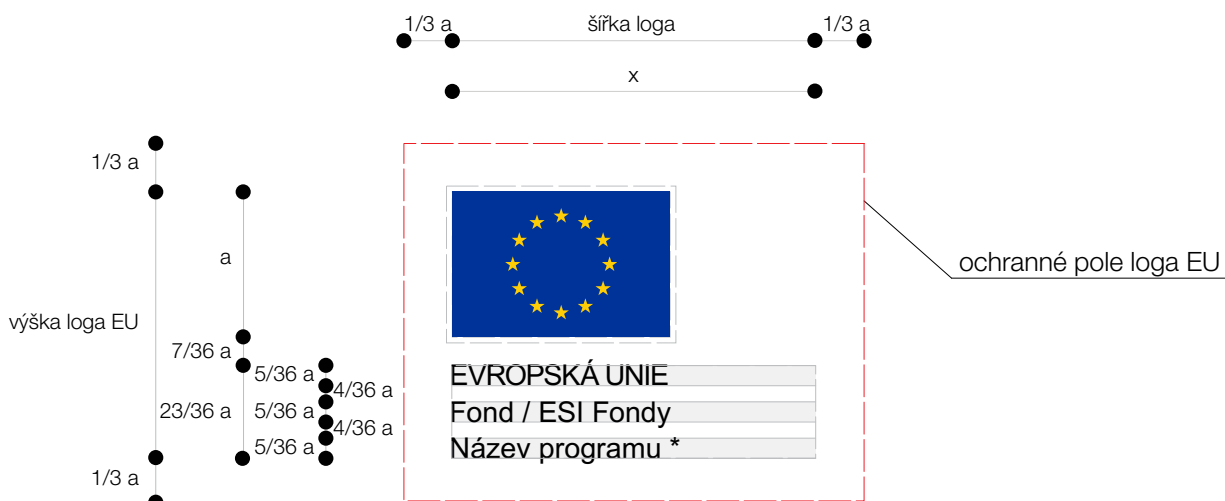 1/3 a
šířka loga
1/3 a
x
1/3 a
a
výška loga EU
7/36 a
23/36 a
1/3 a
5/36 a
4/36 a
5/36 a
4/36 a
5/36 a
EVROPSKÁ UNIE
Fond / ESI Fondy
Název programu *
ochranné pole loga EU